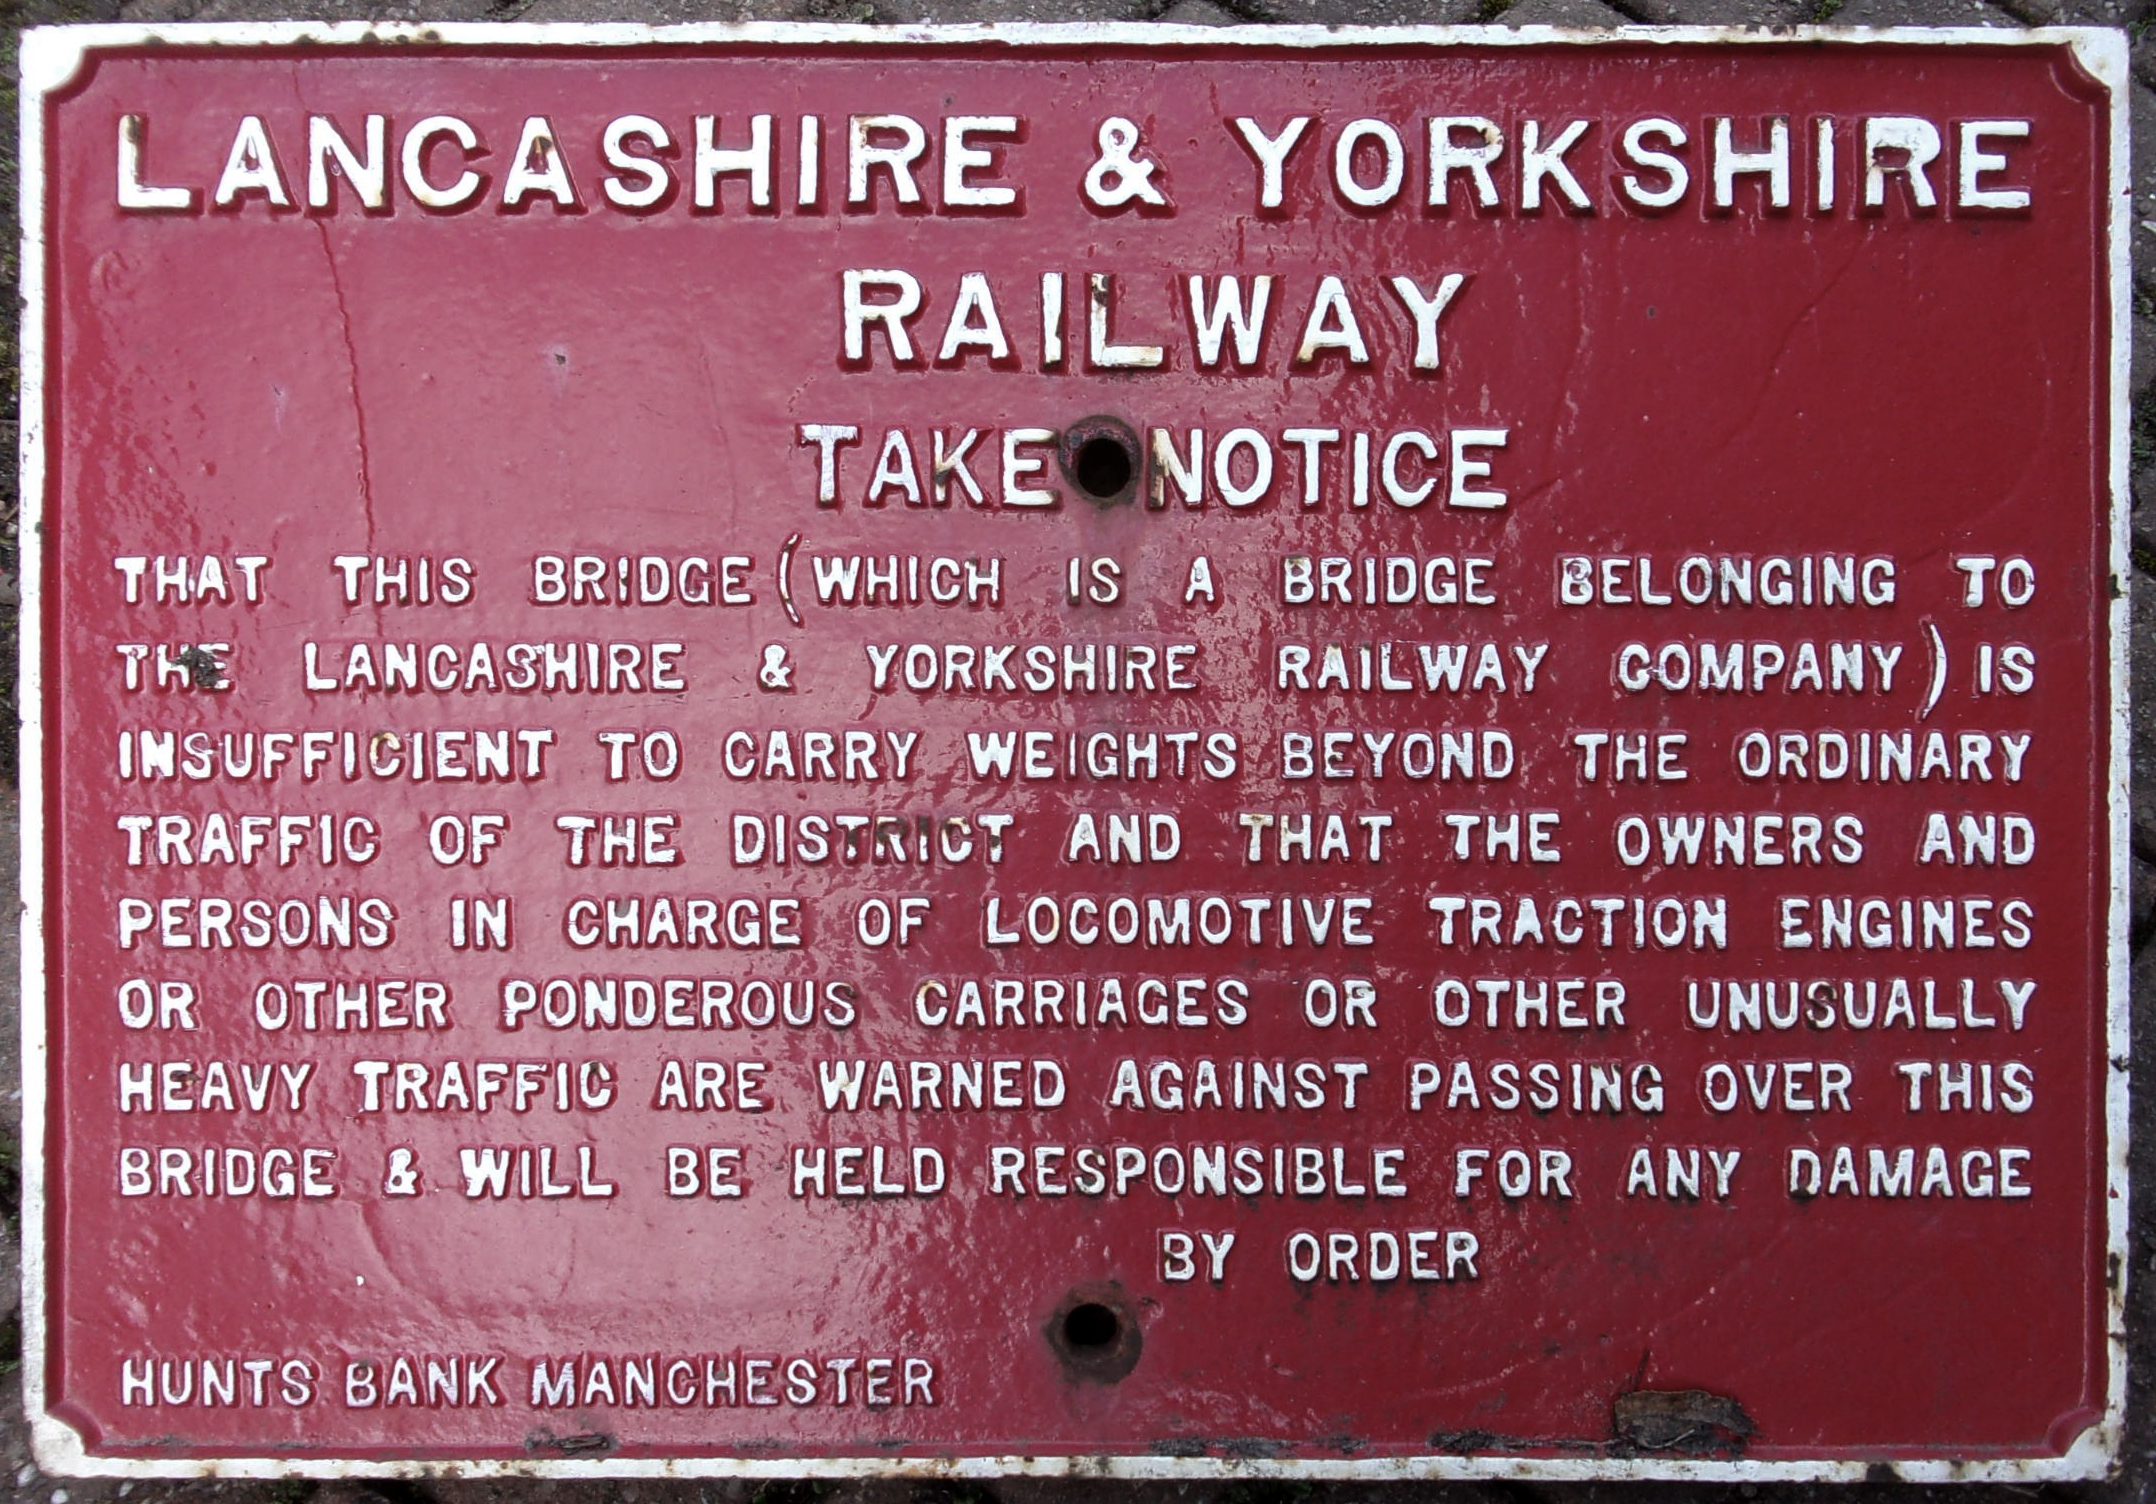 LANCASHIRE & YORKSHIRE
RAILWAY
TAKE NOTICE
THAT THIS BRIDGE (WHICH IS A BRIDGE BELONGING TO
THE LANCASHIRE & YORKSHIRE RAILWAY COMPANY) IS
INSUFFICIENT TO CARRY WEIGHTS BEYOND THE ORDINARY
TRAFFIC OF THE DISTRICT AND THAT THE OWNERS AND
PERSONS IN CHARGE OF LOCOMOTIVE TRACTION ENGINES
OR OTHER PONDEROUS CARRIAGES OR OTHER UNUSUALLY
HEAVY TRAFFIC ARE WARNED AGAINST PASSING OVER THIS
BRIDGE & WILL BE HELD RESPONSIBLE FOR ANY DAMAGE
BY ORDER
HUNTS BANK MANCHESTER